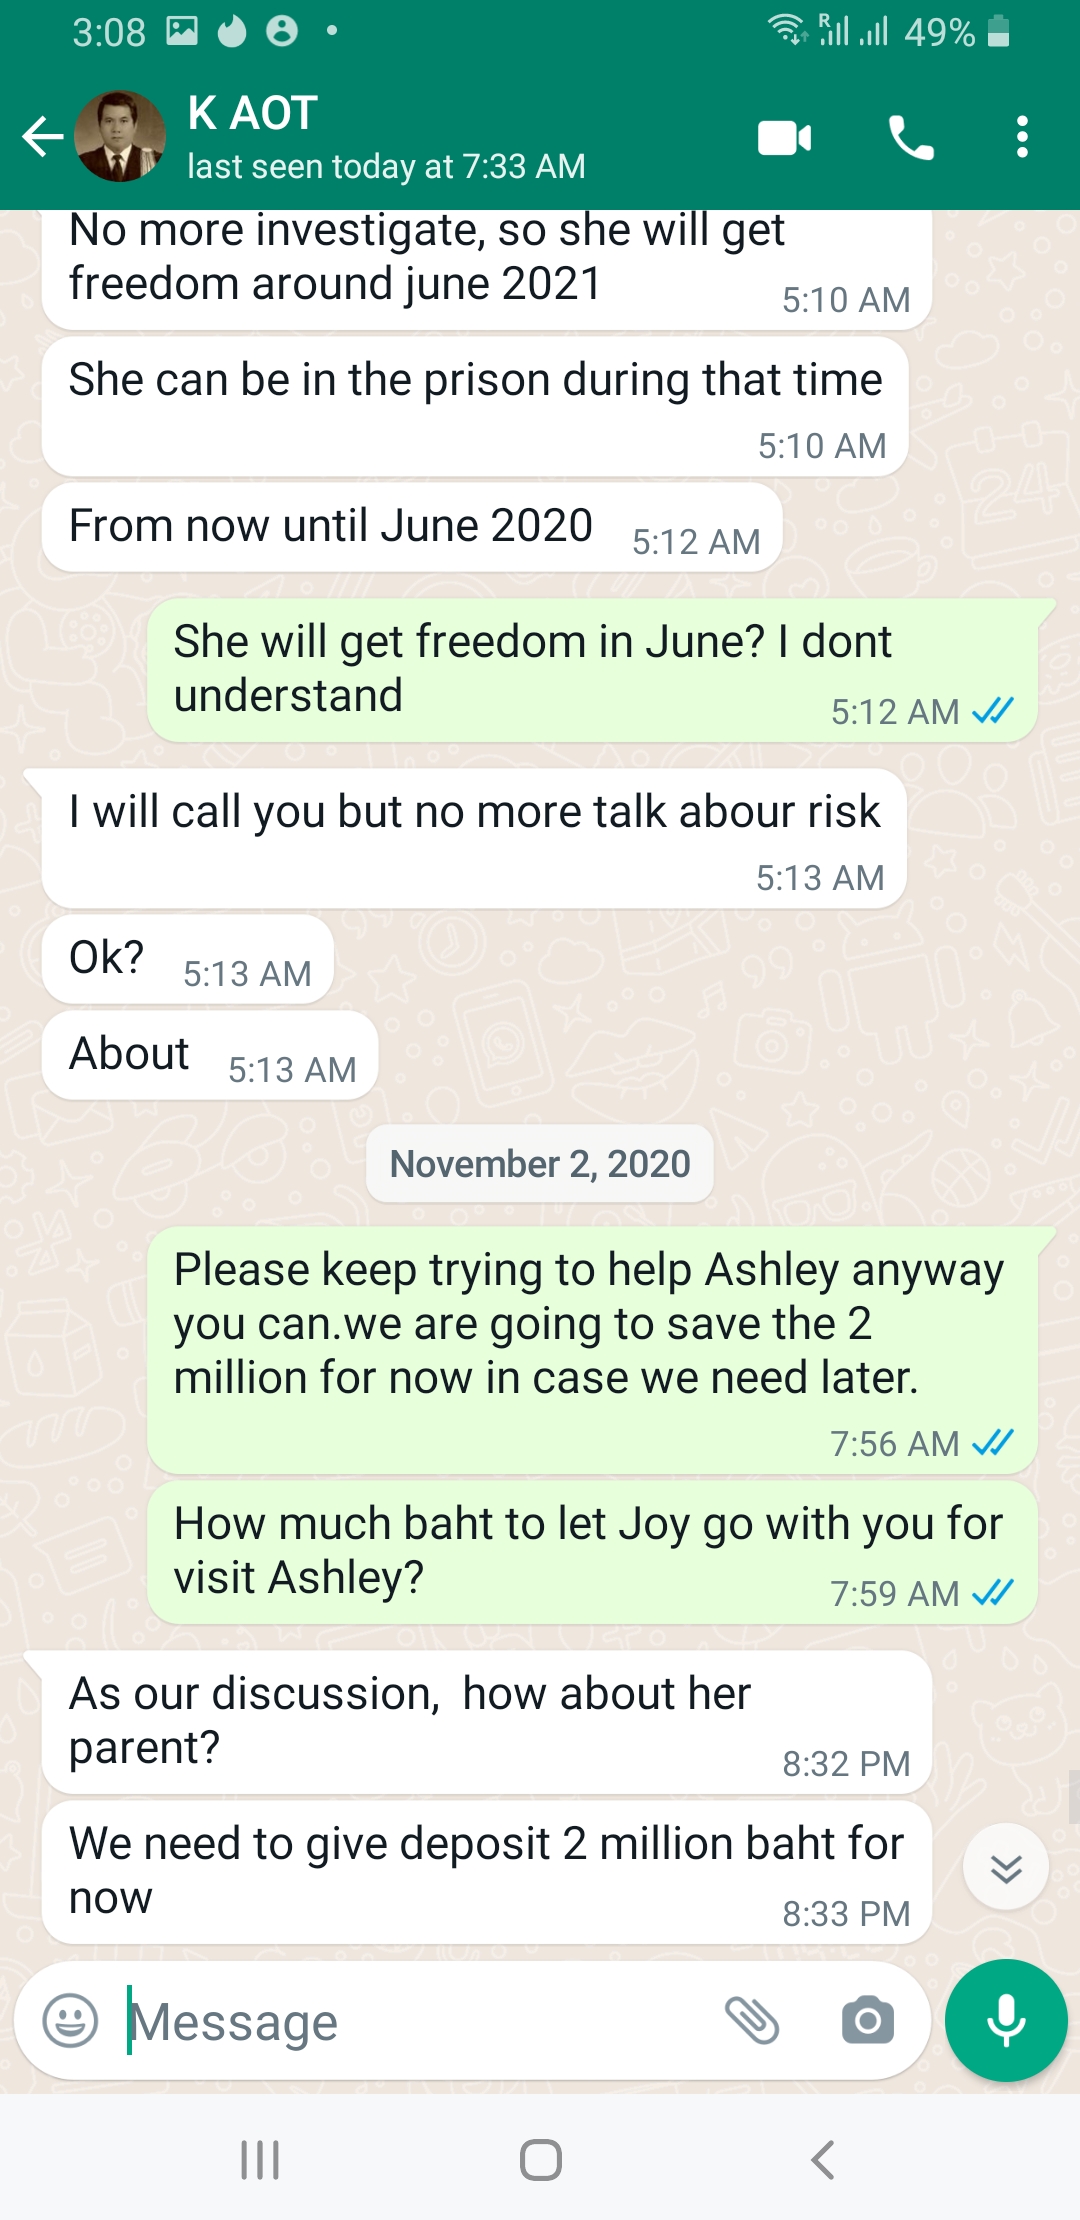 3:08
R
49%
K AOT
last seen today at 7:33 AM
No more investigate, so she will get
freedom around june 2021
5:10 AM
She can be in the prison during that time
5:10 AM
From now until June 2020 5:12 AM
She will get freedom in June? I dont
understand
5:12 AM
I will call you but no more talk abour risk
5:13 AM
Ok? 5:13 AM
About 5:13 AM
November 2, 2020
Please keep trying to help Ashley anyway
you can.we are going to save the 2
million for now in case we need later.
7:56 AM
How much baht to let Joy go with you for
visit Ashley?
7:59 AM
As our discussion,  how about her
parent?
8:32 PM
We need to give deposit 2 million baht for
now
8:33 PM
Message